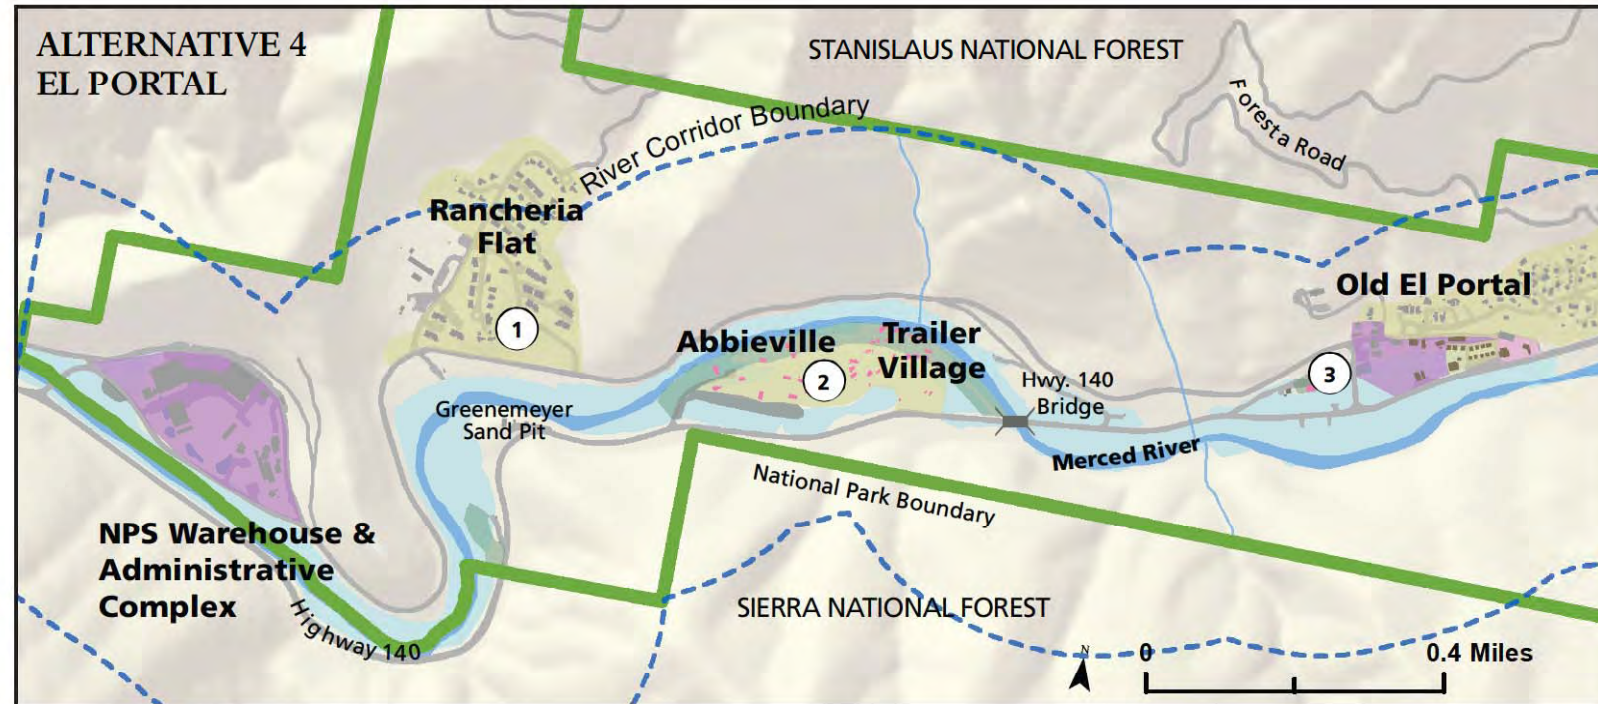 ALTERNATIVE 4
EL PORTAL
STANISLAUS NATIONAL FOREST
Foresta Road
River Corridor Boundary
Rancheria
Flat
1
Old El Portal
Abbieville
Trailer
Village
2
3
Hwy. 140
Bridge
Greenemeyer
Sand Pit
Merced River
National Park Boundary
NPS Warehouse &
Administrative
Complex
Highway 140
SIERRA NATIONAL FOREST
N
0
0.4 Miles